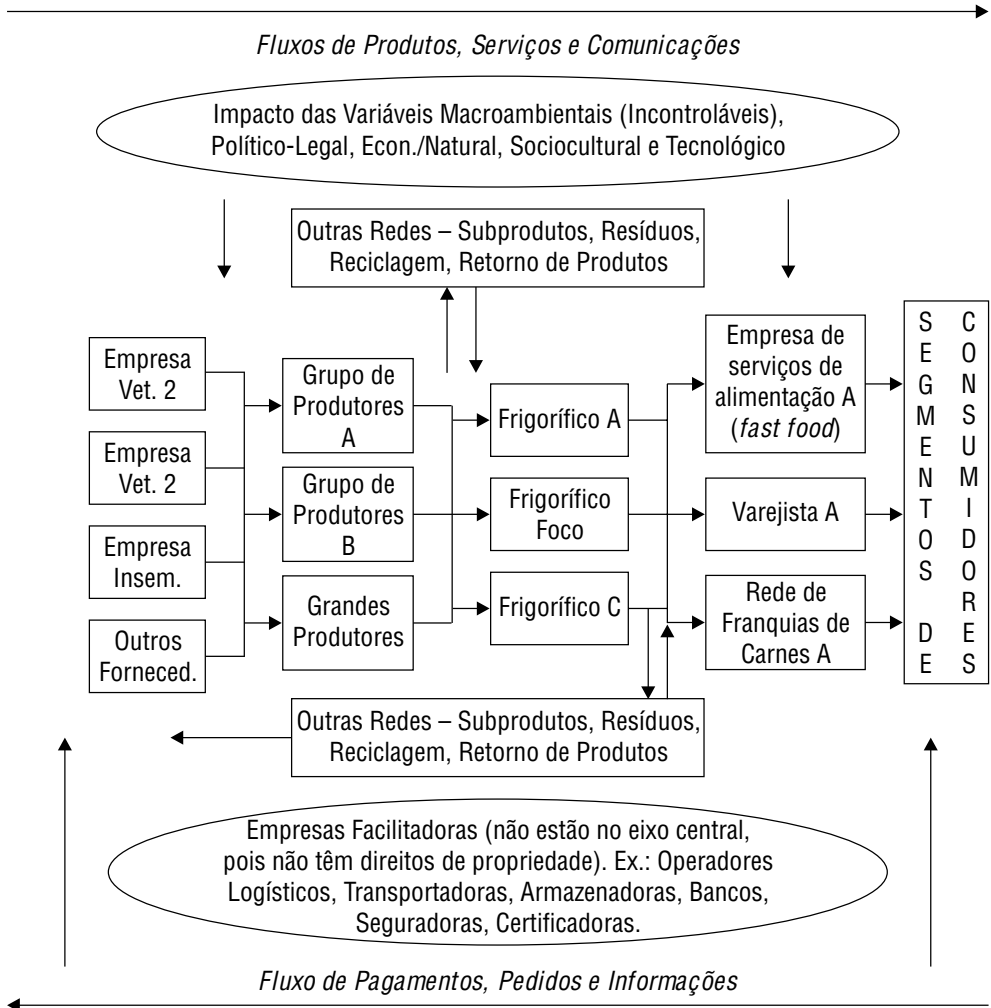 Fluxos de Produtos, Serviços e Comunicações
Impacto das Variáveis Macroambientais (Incontroláveis),
Político-Legal, Econ./Natural, Sociocultural e Tecnológico
Outras Redes – Subprodutos, Resíduos,
Reciclagem, Retorno de Produtos
Empresa
Vet. 2
Empresa
Vet. 2
Empresa
Insem.
Outros
Forneced.
Grupo de
Produtores
A
Grupo de
Produtores
B
Grandes
Produtores
Frigorífico A
Frigorífico
Foco
Frigorífico C
Empresa de
serviços de
alimentação A
(fast food)
Varejista A
Rede de
Franquias de
Carnes A
SEGMENTOS DE
CONSUMIDORES
Outras Redes – Subprodutos, Resíduos,
Reciclagem, Retorno de Produtos
Empresas Facilitadoras (não estão no eixo central,
pois não têm direitos de propriedade). Ex.: Operadores
Logísticos, Transportadoras, Armazenadoras, Bancos,
Seguradoras, Certificadoras.
Fluxo de Pagamentos, Pedidos e Informações